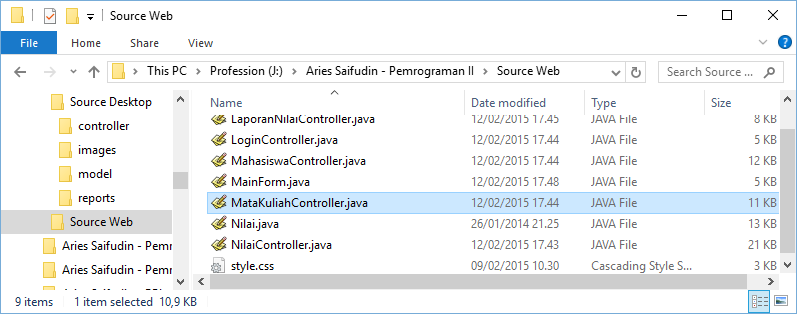 Source Web
File Home Share View
This PC Profession (J:) Aries Saifudin - Pemrograman II Source Web Search Source ...
Source Desktop
controller
images
model
reports
Source Web
Aries Saifudin - Pemr
Aries Saifudin - Pemr
Name Date modified Type Size
LaporanNilaiController.java 12/02/2015 17.45 JAVA File 8 KB
LoginController.java 12/02/2015 17.44 JAVA File 5 KB
MahasiswaController.java 12/02/2015 17.44 JAVA File 12 KB
MainForm.java 12/02/2015 17.48 JAVA File 5 KB
MataKuliahController.java 12/02/2015 17.44 JAVA File 11 KB
Nilai.java 26/01/2014 21.25 JAVA File 13 KB
NilaiController.java 12/02/2015 17.43 JAVA File 21 KB
style.css 09/02/2015 10.30 Cascading Style S... 3 KB
9 items 1 item selected 10,9 KB